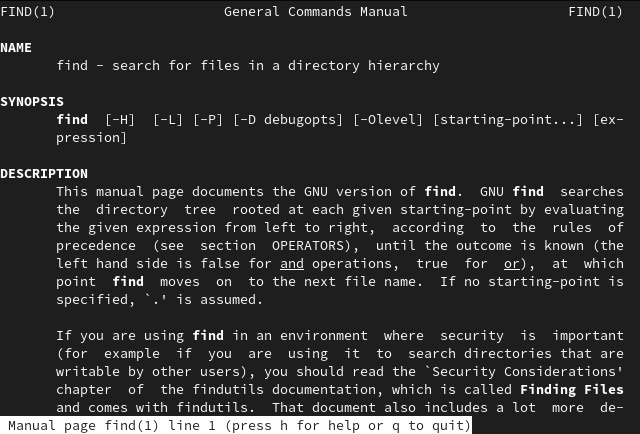 FIND(1) General Commands Manual FIND(1)
NAME
find - search for files in a directory hierarchy
SYNOPSIS
find [-H] [-L] [-P] [-D debugopts] [-Olevel] [starting-point...] [ex-
pression]
DESCRIPTION
This manual page documents the GNU version of find. GNU find searches
the directory tree rooted at each given starting-point by evaluating
the given expression from left to right, according to the rules of
precedence (see section OPERATORS), until the outcome is known (the
left hand side is false for and operations, true for or), at which
point find moves on to the next file name. If no starting-point is
specified, `.' is assumed.
If you are using find in an environment where security is important
(for example if you are using it to search directories that are
writable by other users), you should read the `Security Considerations'
chapter of the findutils documentation, which is called Finding Files
and comes with findutils. That document also includes a lot more de-
Manual page find(1) line 1 (press h for help or q to quit)